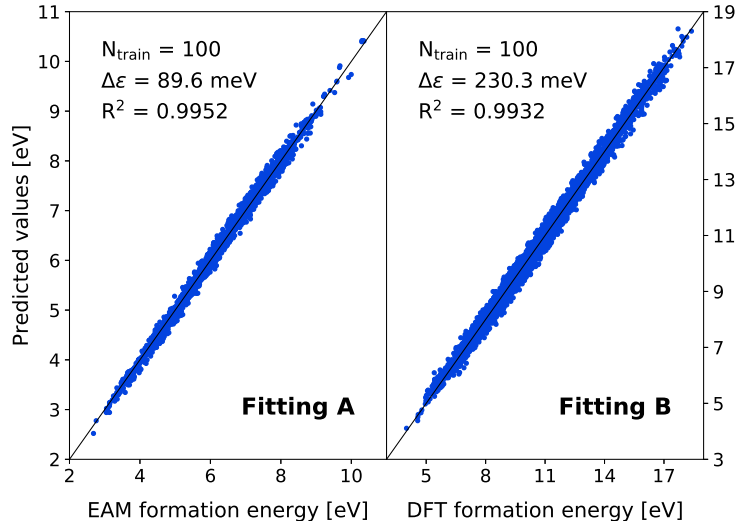 11
10
9
8
7
6
5
4
3
2
Predicted values [eV]
N_train = 100
Δε = 89.6 meV
R² = 0.9952
Fitting A
2
4
6
8
10
EAM formation energy [eV]
N_train = 100
Δε = 230.3 meV
R² = 0.9932
Fitting B
5
8
11
14
17
DFT formation energy [eV]
19
17
15
13
11
9
7
5
3